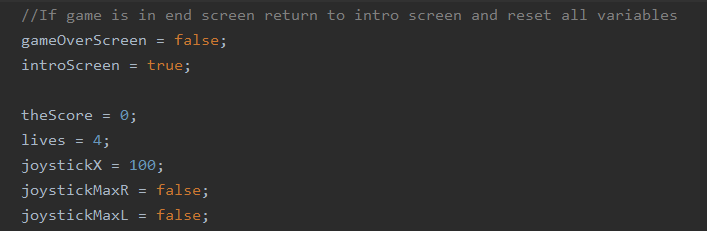 //If game is in end screen return to intro screen and reset all variables
gameOverScreen = false;
introScreen = true;
theScore = 0;
lives = 4;
joystickX = 100;
joystickMaxR = false;
joystickMaxL = false;